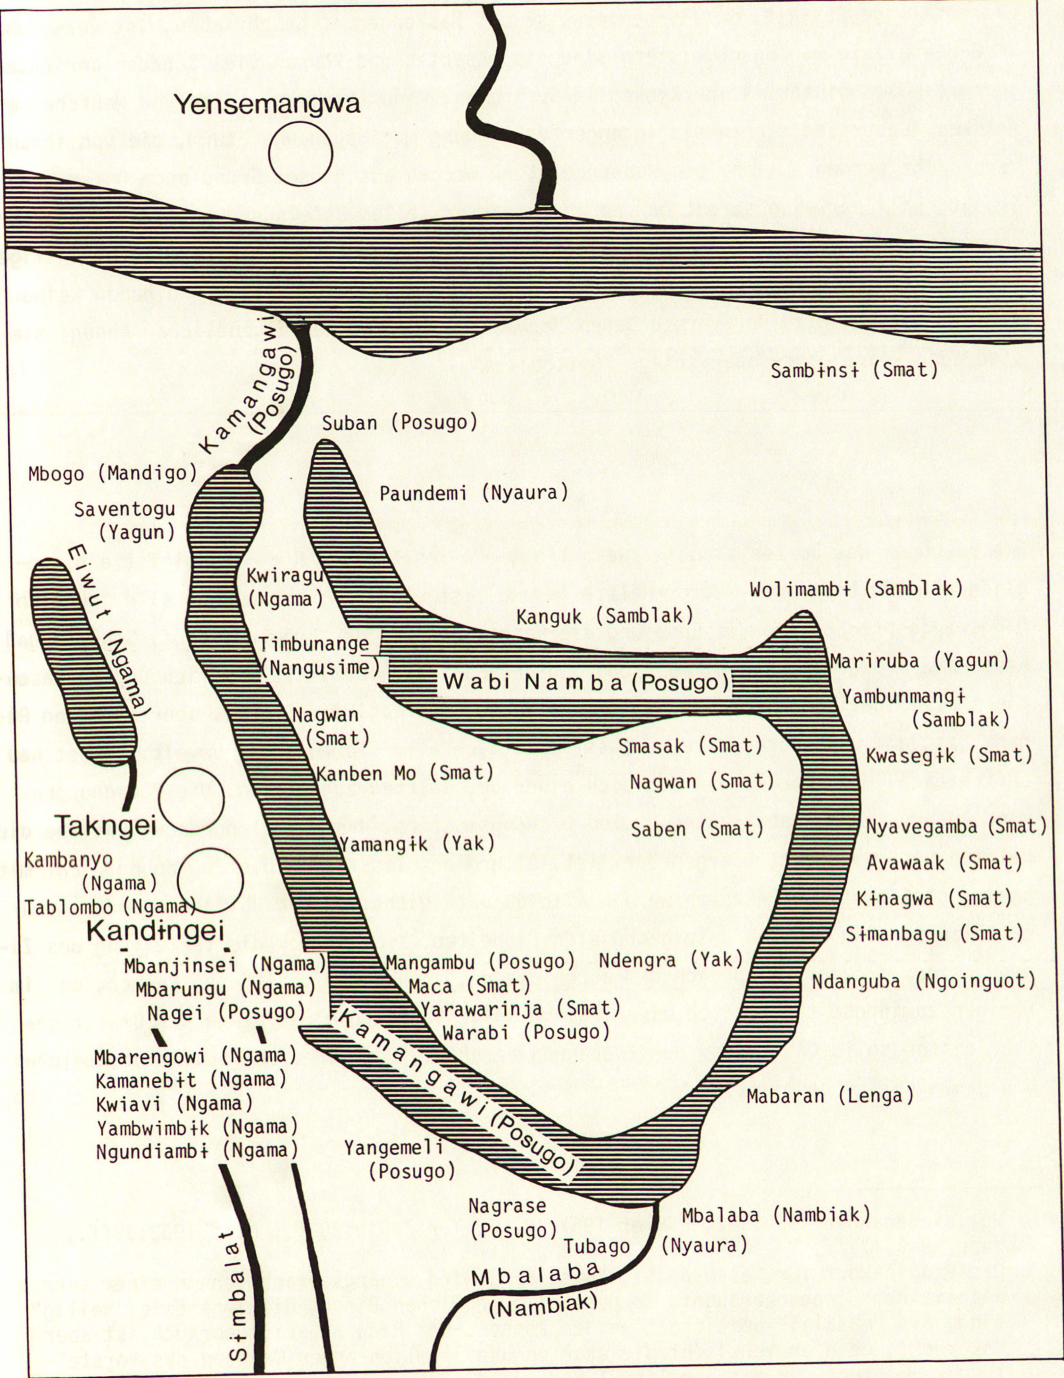 Yensemangwa
Kamangawi
(Posugo)
Sambɨnsɨ (Smat)
Suban (Posugo)
Mbogo (Mandigo)
Paundemi (Nyaura)
Saventogu
(Yagun)
Eiwut (Ngama)
Kwiragu
(Ngama)
Wolimambɨ (Samblak)
Kanguk (Samblak)
Timbunange
(Nangusime)
Mariruba (Yagun)
Wabi Namba (Posugo)
Yambunmangɨ
(Samblak)
Nagwan
(Smat)
Smasak (Smat)
Kwasegɨk (Smat)
Kanben Mo (Smat)
Nagwan (Smat)
Takngei
Saben (Smat)
Nyavegamba (Smat)
Yamangɨk (Yak)
Kambanyo
(Ngama)
Avawaak (Smat)
Tablombo (Ngama)
Kɨnagwa (Smat)
Kandɨngei
Sɨmanbagu (Smat)
Mbanjinsei (Ngama)
Mangambu (Posugo)
Ndengra (Yak)
Mbarungu (Ngama)
Maca (Smat)
Ndanguba (Ngoinguot)
Nagei (Posugo)
Yarawarinja (Smat)
Warabi (Posugo)
Kamangawi (Posugo)
Mbarengowi (Ngama)
Kamanebɨt (Ngama)
Kwiavi (Ngama)
Yambwimbɨk (Ngama)
Ngundiambɨ (Ngama)
Mabaran (Lenga)
Yangemeli
(Posugo)
Nagrase
(Posugo)
Mbalaba (Nambiak)
Tubago (Nyaura)
Mbalaba
(Nambiak)
Sɨmbalat